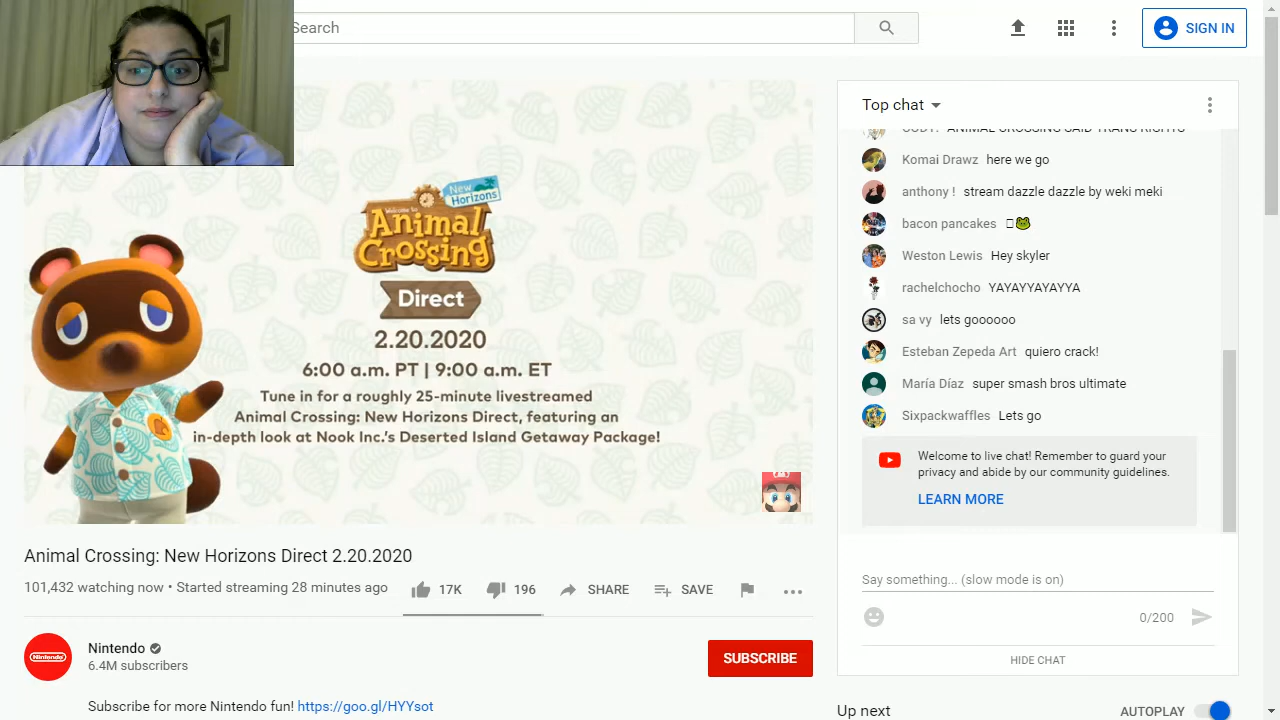 Search
SIGN IN
Welcome to
Animal
Crossing
New
Horizons
Direct
2.20.2020
6:00 a.m. PT | 9:00 a.m. ET
Tune in for a roughly 25-minute livestreamed
Animal Crossing: New Horizons Direct, featuring an
in-depth look at Nook Inc.'s Deserted Island Getaway Package!
Animal Crossing: New Horizons Direct 2.20.2020
101,432 watching now • Started streaming 28 minutes ago
17K
196
SHARE
SAVE
Nintendo
Nintendo
6.4M subscribers
SUBSCRIBE
Subscribe for more Nintendo fun! https://goo.gl/HYYsot
Top chat
ANIMAL CROSSING SAID TRANS RIGHTS
Komai Drawz here we go
anthony ! stream dazzle dazzle by weki meki
bacon pancakes 🐸
Weston Lewis Hey skyler
rachelchocho YAYAYYAYAYYA
sa vy lets goooooo
Esteban Zepeda Art quiero crack!
María Díaz super smash bros ultimate
Sixpackwaffles Lets go
Welcome to live chat! Remember to guard your
privacy and abide by our community guidelines.
LEARN MORE
Say something... (slow mode is on)
0/200
HIDE CHAT
Up next
AUTOPLAY